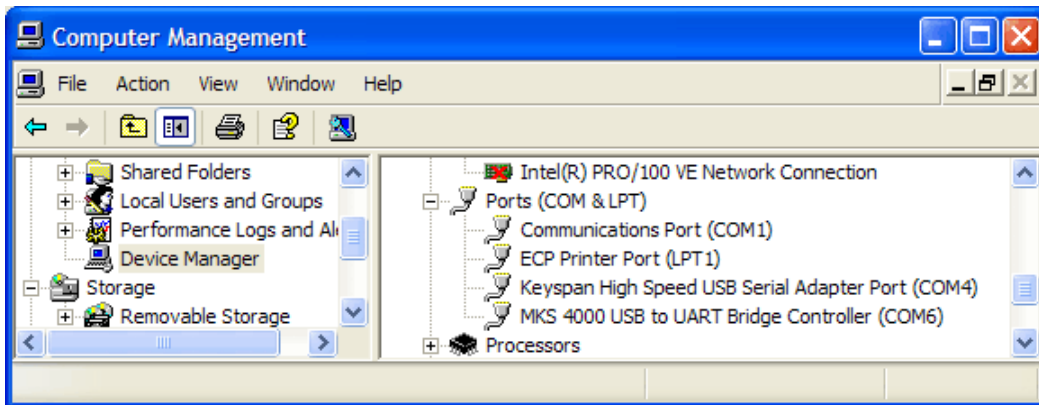 Computer Management
File Action View Window Help
Shared Folders
Local Users and Groups
Performance Logs and Al
Device Manager
Storage
Removable Storage
Intel(R) PRO/100 VE Network Connection
Ports (COM & LPT)
Communications Port (COM1)
ECP Printer Port (LPT1)
Keyspan High Speed USB Serial Adapter Port (COM4)
MKS 4000 USB to UART Bridge Controller (COM6)
Processors